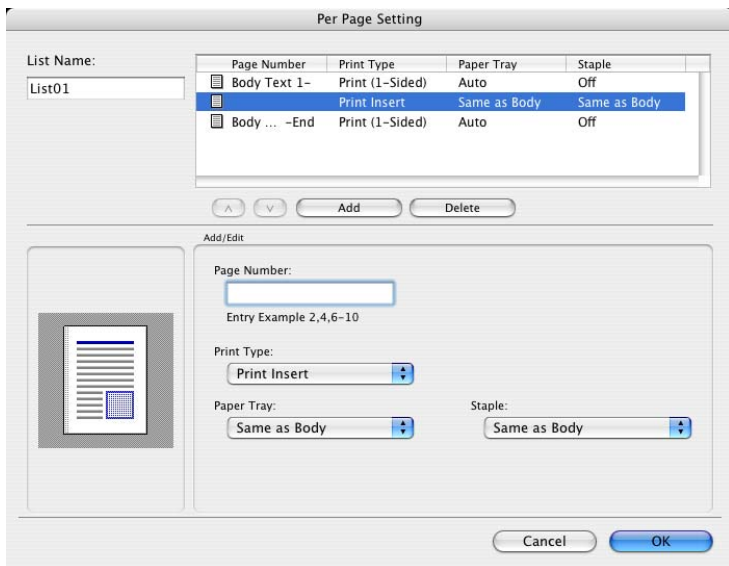 Per Page Setting
List Name:
List01
Page Number Print Type Paper Tray Staple
Body Text 1- Print (1-Sided) Auto Off
Print Insert Same as Body Same as Body
Body ... -End Print (1-Sided) Auto Off
Add Delete
Add/Edit
Page Number:
Entry Example 2,4,6-10
Print Type:
Print Insert
Paper Tray: Staple:
Same as Body Same as Body
Cancel OK